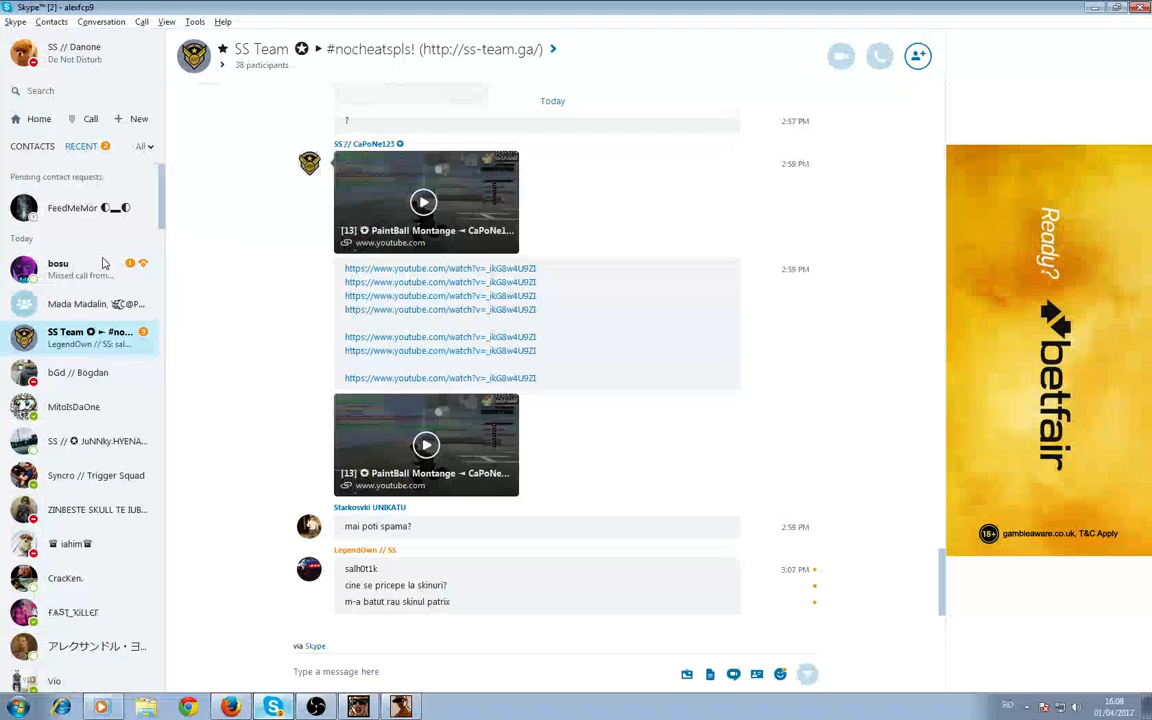 Skype™ [2] - alexfcp9
Skype Contacts Conversation Call View Tools Help
SS // Danone
Do Not Disturb
Search
Home Call New
CONTACTS RECENT 2 All
Pending contact requests
FeedMeMor
Today
bosu 1
Missed call from...
Mada Madalin,
SS Team ✪ ► #no... 3
LegendOwn // SS: sal...
bGd // Bogdan
MitoIsDaOne
SS // ✪ JuNNky.HYENA...
Syncro // Trigger Squad
ZINBESTE SKULL TE IUB...
♛ iahim♛
CracKen.
アレクサンドル・ヨ...
Vio
SS Team ✪ ► #nocheatspls! (http://ss-team.ga/)
38 participants
Today
?
2:57 PM
SS // CaPoNe123 ✪
2:59 PM
[13] ✪ PaintBall Montange ⊸ CaPoNe1...
www.youtube.com
https://www.youtube.com/watch?v=_ikG8w4U9ZI 2:59 PM
https://www.youtube.com/watch?v=_ikG8w4U9ZI
https://www.youtube.com/watch?v=_ikG8w4U9ZI
https://www.youtube.com/watch?v=_ikG8w4U9ZI
https://www.youtube.com/watch?v=_ikG8w4U9ZI
https://www.youtube.com/watch?v=_ikG8w4U9ZI
https://www.youtube.com/watch?v=_ikG8w4U9ZI
[13] ✪ PaintBall Montange ⊸ CaPoNe...
www.youtube.com
Starkosvki UNIKATU
mai poti spama? 2:59 PM
LegendOwn // SS
salh0t1k 3:07 PM
cine se pricepe la skinuri?
m-a batut rau skinul patrix
via Skype
Type a message here
Ready?
betfair
18+ gambleaware.co.uk, T&C Apply
RO
16:08
01/04/2017